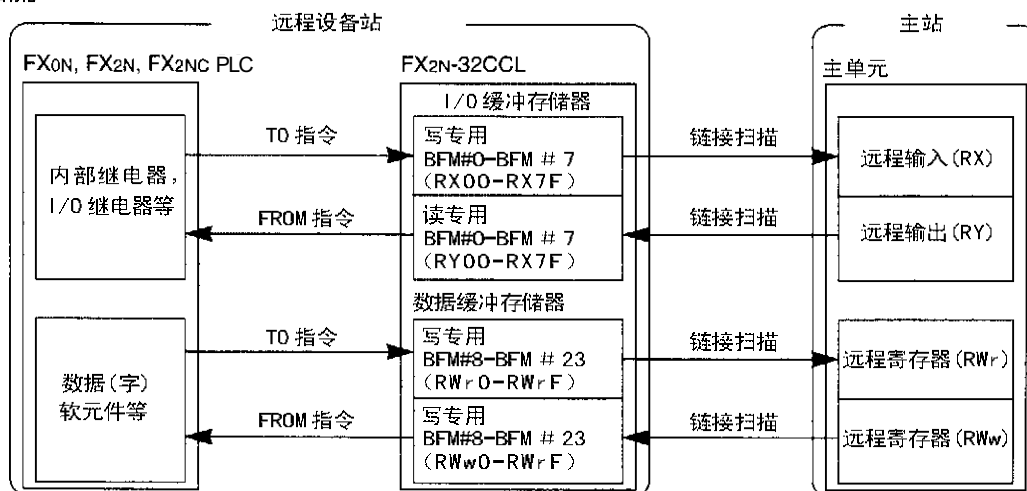 远程设备站
主站
FX0N, FX2N, FX2NC PLC
FX2N-32CCL
主单元
I/O 缓冲存储器
内部继电器,
I/O 继电器等
TO 指令
FROM 指令
写专用
BFM#0-BFM # 7
(RX00-RX7F)
读专用
BFM#0-BFM # 7
(RY00-RX7F)
链接扫描
链接扫描
远程输入(RX)
远程输出(RY)
数据缓冲存储器
数据(字)
软元件等
TO 指令
FROM 指令
写专用
BFM#8-BFM # 23
(RWr0-RWrF)
写专用
BFM#8-BFM # 23
(RWw0-RWrF)
链接扫描
链接扫描
远程寄存器(RWr)
远程寄存器(RWw)